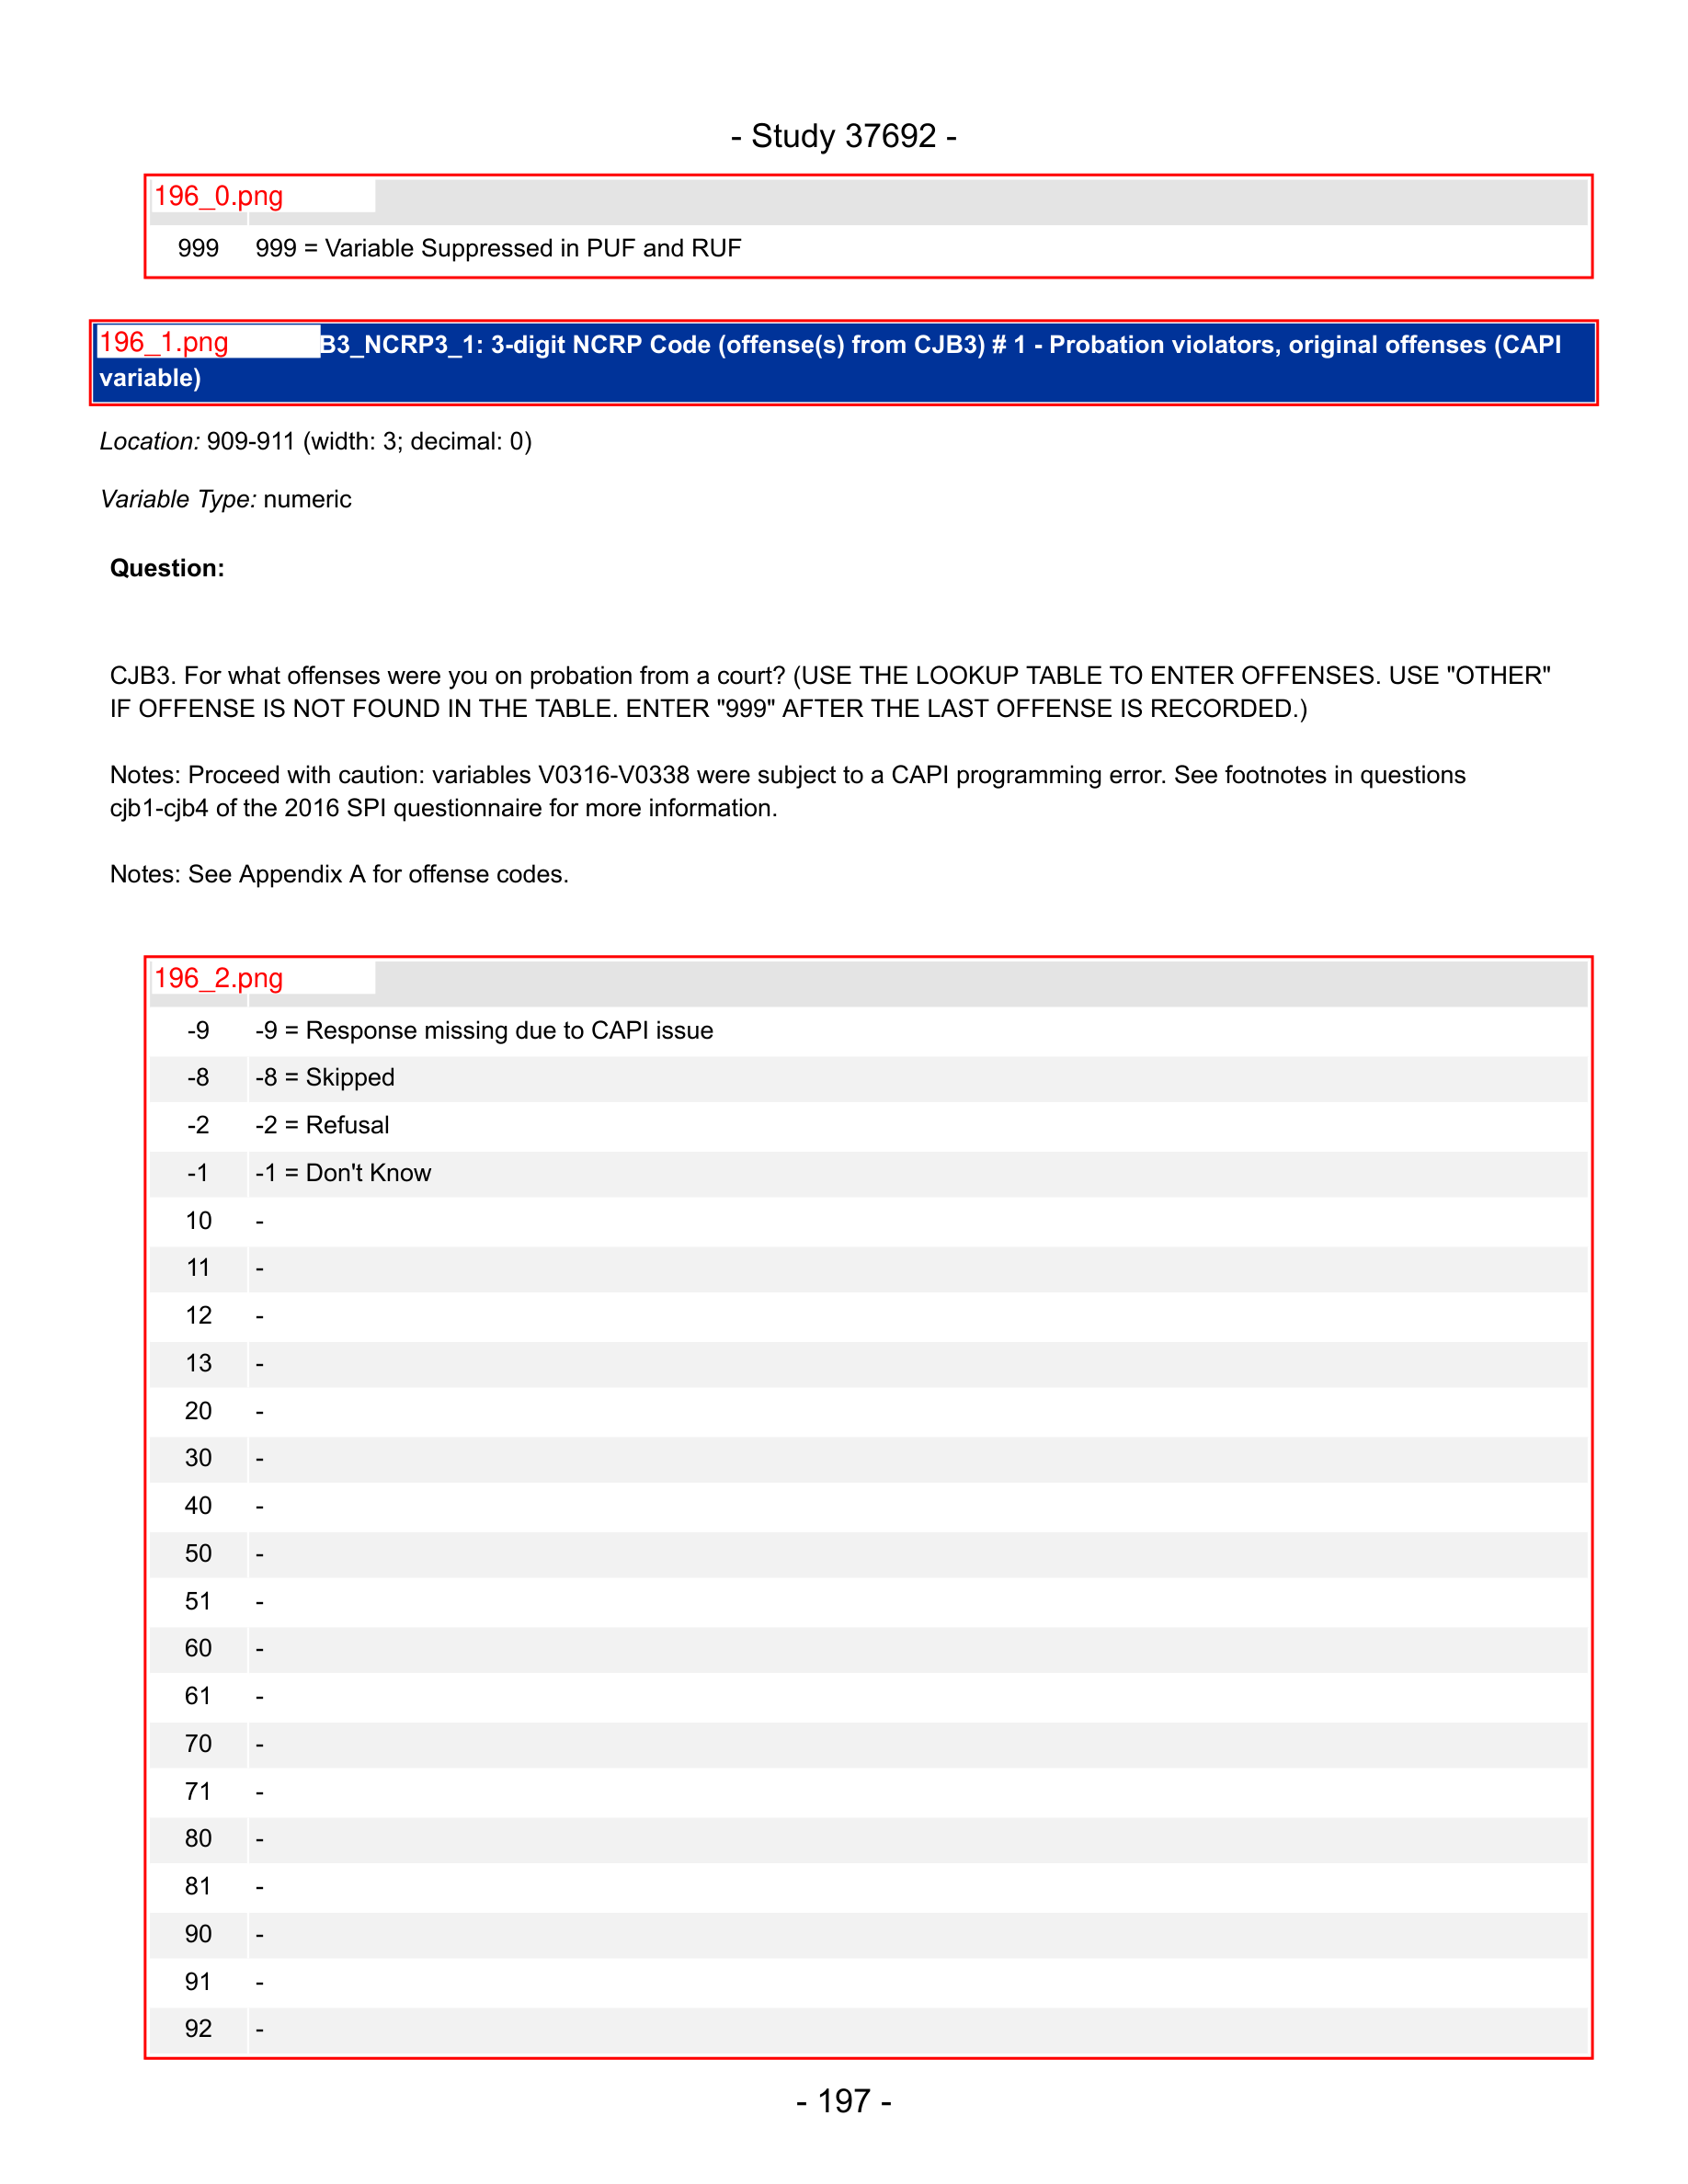 - Study 37692 -
196_0.png
999 999 = Variable Suppressed in PUF and RUF
196_1.png B3_NCRP3_1: 3-digit NCRP Code (offense(s) from CJB3) # 1 - Probation violators, original offenses (CAPI
variable)
Location: 909-911 (width: 3; decimal: 0)
Variable Type: numeric
Question:
CJB3. For what offenses were you on probation from a court? (USE THE LOOKUP TABLE TO ENTER OFFENSES. USE "OTHER"
IF OFFENSE IS NOT FOUND IN THE TABLE. ENTER "999" AFTER THE LAST OFFENSE IS RECORDED.)
Notes: Proceed with caution: variables V0316-V0338 were subject to a CAPI programming error. See footnotes in questions
cjb1-cjb4 of the 2016 SPI questionnaire for more information.
Notes: See Appendix A for offense codes.
196_2.png
-9 -9 = Response missing due to CAPI issue
-8 -8 = Skipped
-2 -2 = Refusal
-1 -1 = Don't Know
10 -
11 -
12 -
13 -
20 -
30 -
40 -
50 -
51 -
60 -
61 -
70 -
71 -
80 -
81 -
90 -
91 -
92 -
- 197 -